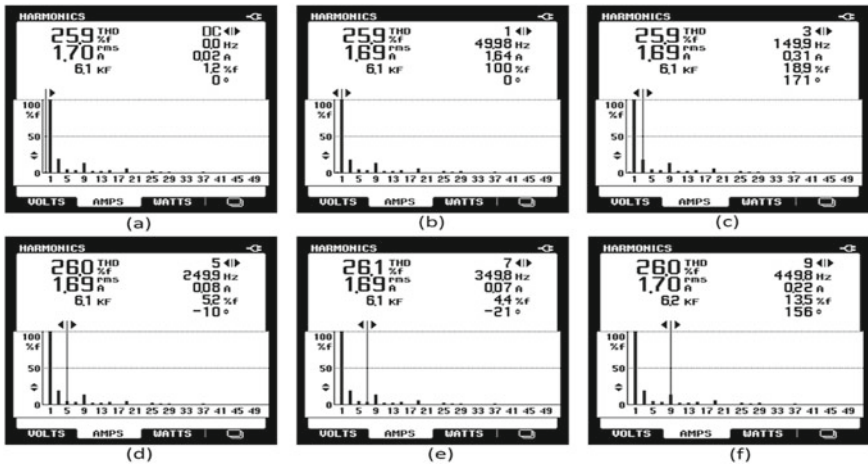 HARMONICS
25.9 THD %f DC
1.70 rms A 0.0 Hz
0.02 A
6.1 KF 1.2 %f
0 °
100
%f
50
0
1 5 9 13 17 21 25 29 33 37 41 45 49
VOLTS AMPS WATTS
(a)
HARMONICS
25.9 THD %f 1
1.69 rms A 49.98 Hz
1.64 A
6.1 KF 100 %f
0 °
100
%f
50
0
1 5 9 13 17 21 25 29 33 37 41 45 49
VOLTS AMPS WATTS
(b)
HARMONICS
25.9 THD %f 3
1.69 rms A 149.9 Hz
0.31 A
6.1 KF 18.9 %f
171 °
100
%f
50
0
1 5 9 13 17 21 25 29 33 37 41 45 49
VOLTS AMPS WATTS
(c)
HARMONICS
26.0 THD %f 5
1.69 rms A 249.9 Hz
0.08 A
6.1 KF 5.2 %f
-10 °
100
%f
50
0
1 5 9 13 17 21 25 29 33 37 41 45 49
VOLTS AMPS WATTS
(d)
HARMONICS
26.1 THD %f 7
1.69 rms A 349.8 Hz
0.07 A
6.1 KF 4.4 %f
-21 °
100
%f
50
0
1 5 9 13 17 21 25 29 33 37 41 45 49
VOLTS AMPS WATTS
(e)
HARMONICS
26.0 THD %f 9
1.70 rms A 449.8 Hz
0.22 A
6.2 KF 13.5 %f
156 °
100
%f
50
0
1 5 9 13 17 21 25 29 33 37 41 45 49
VOLTS AMPS WATTS
(f)